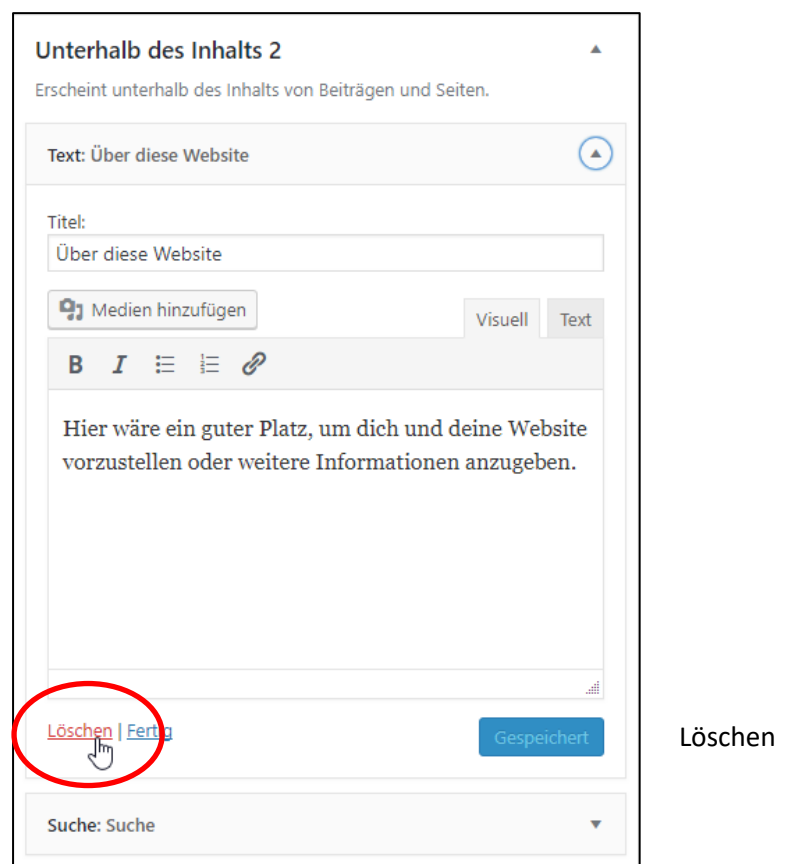 Unterhalb des Inhalts 2
Erscheint unterhalb des Inhalts von Beiträgen und Seiten.
Text: Über diese Website
Titel:
Über diese Website
Medien hinzufügen
Visuell Text
B I
Hier wäre ein guter Platz, um dich und deine Website
vorzustellen oder weitere Informationen anzugeben.
Löschen | Fertig
Gespeichert
Löschen
Suche: Suche